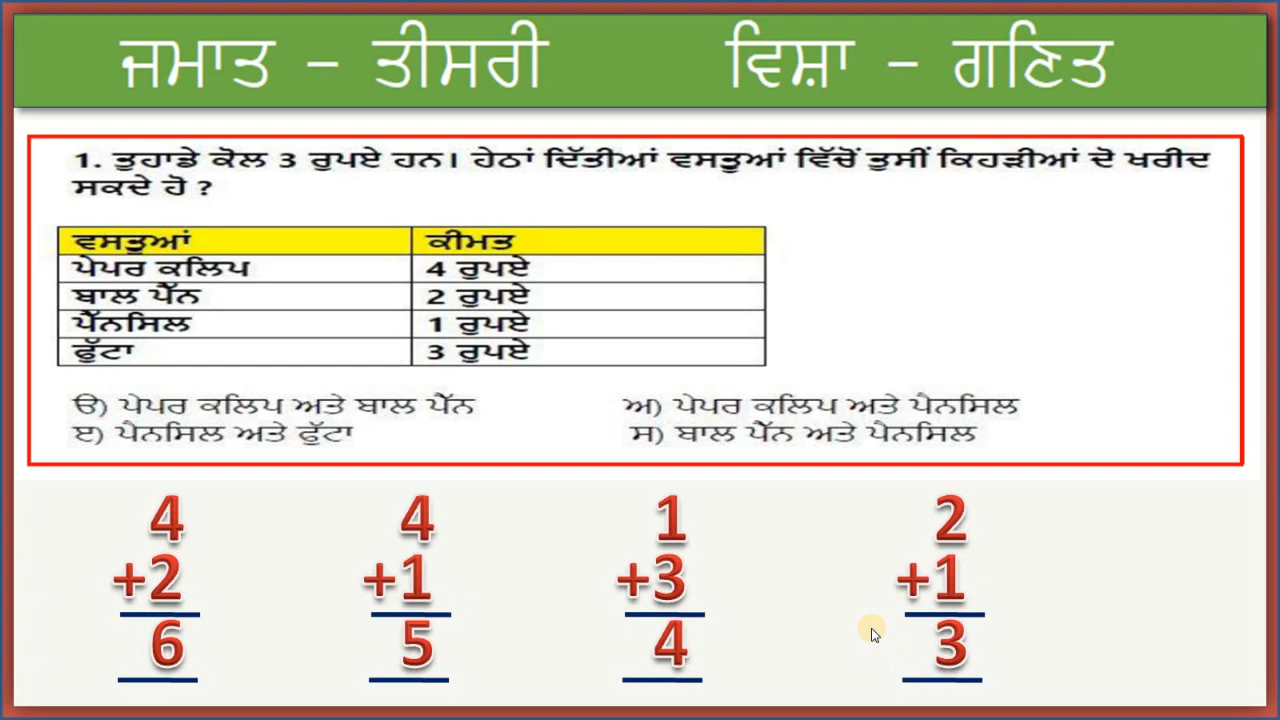 ਜਮਾਤ – ਤੀਸਰੀ ਵਿਸ਼ਾ – ਗਣਿਤ
1. ਤੁਹਾਡੇ ਕੋਲ 3 ਰੁਪਏ ਹਨ। ਹੇਠਾਂ ਦਿੱਤੀਆਂ ਵਸਤੂਆਂ ਵਿੱਚੋਂ ਤੁਸੀਂ ਕਿਹੜੀਆਂ ਦੋ ਖਰੀਦ
ਸਕਦੇ ਹੋ ?
ਵਸਤੂਆਂ ਕੀਮਤ
ਪੇਪਰ ਕਲਿਪ 4 ਰੁਪਏ
ਬਾਲ ਪੈੱਨ 2 ਰੁਪਏ
ਪੈੱਨਸਿਲ 1 ਰੁਪਏ
ਫੁੱਟਾ 3 ਰੁਪਏ
ੳ) ਪੇਪਰ ਕਲਿਪ ਅਤੇ ਬਾਲ ਪੈੱਨ ਅ) ਪੇਪਰ ਕਲਿਪ ਅਤੇ ਪੈਨਸਿਲ
ੲ) ਪੈਨਸਿਲ ਅਤੇ ਫੁੱਟਾ ਸ) ਬਾਲ ਪੈੱਨ ਅਤੇ ਪੈਨਸਿਲ
4 4 1 2
+2 +1 +3 +1
6 5 4 3